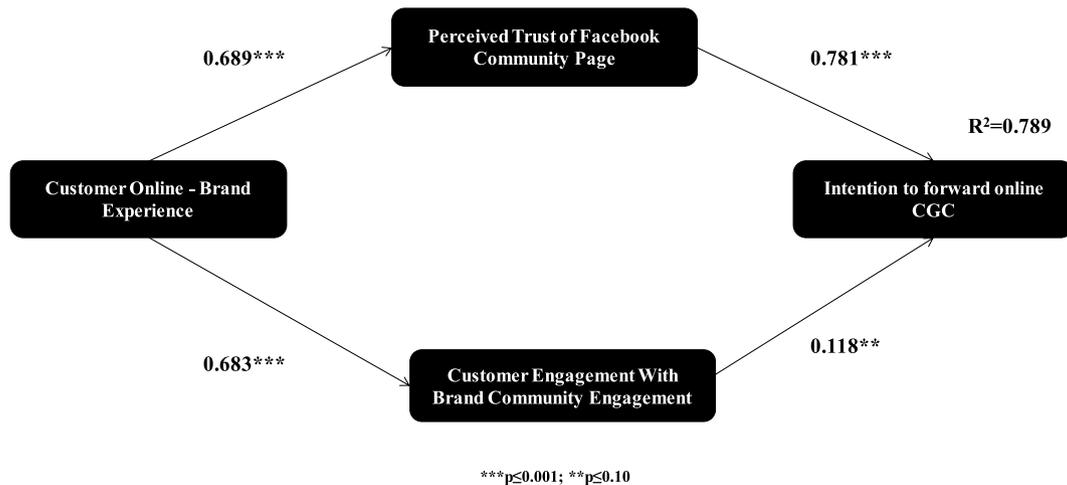 Perceived Trust of Facebook
Community Page
0.689***
0.781***
R²=0.789
Customer Online - Brand
Experience
Intention to forward online
CGC
0.683***
0.118**
Customer Engagement With
Brand Community Engagement
***p≤0.001; **p≤0.10